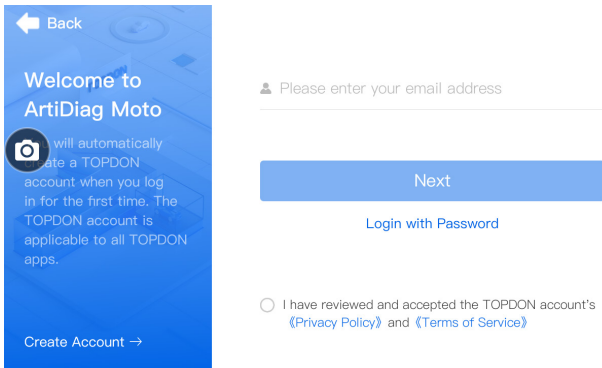 Back
Welcome to
ArtiDiag Moto
will automatically
create a TOPDON
account when you log
in for the first time. The
TOPDON account is
applicable to all TOPDON
apps.
Create Account →
Please enter your email address
Next
Login with Password
I have reviewed and accepted the TOPDON account's
《Privacy Policy》 and 《Terms of Service》